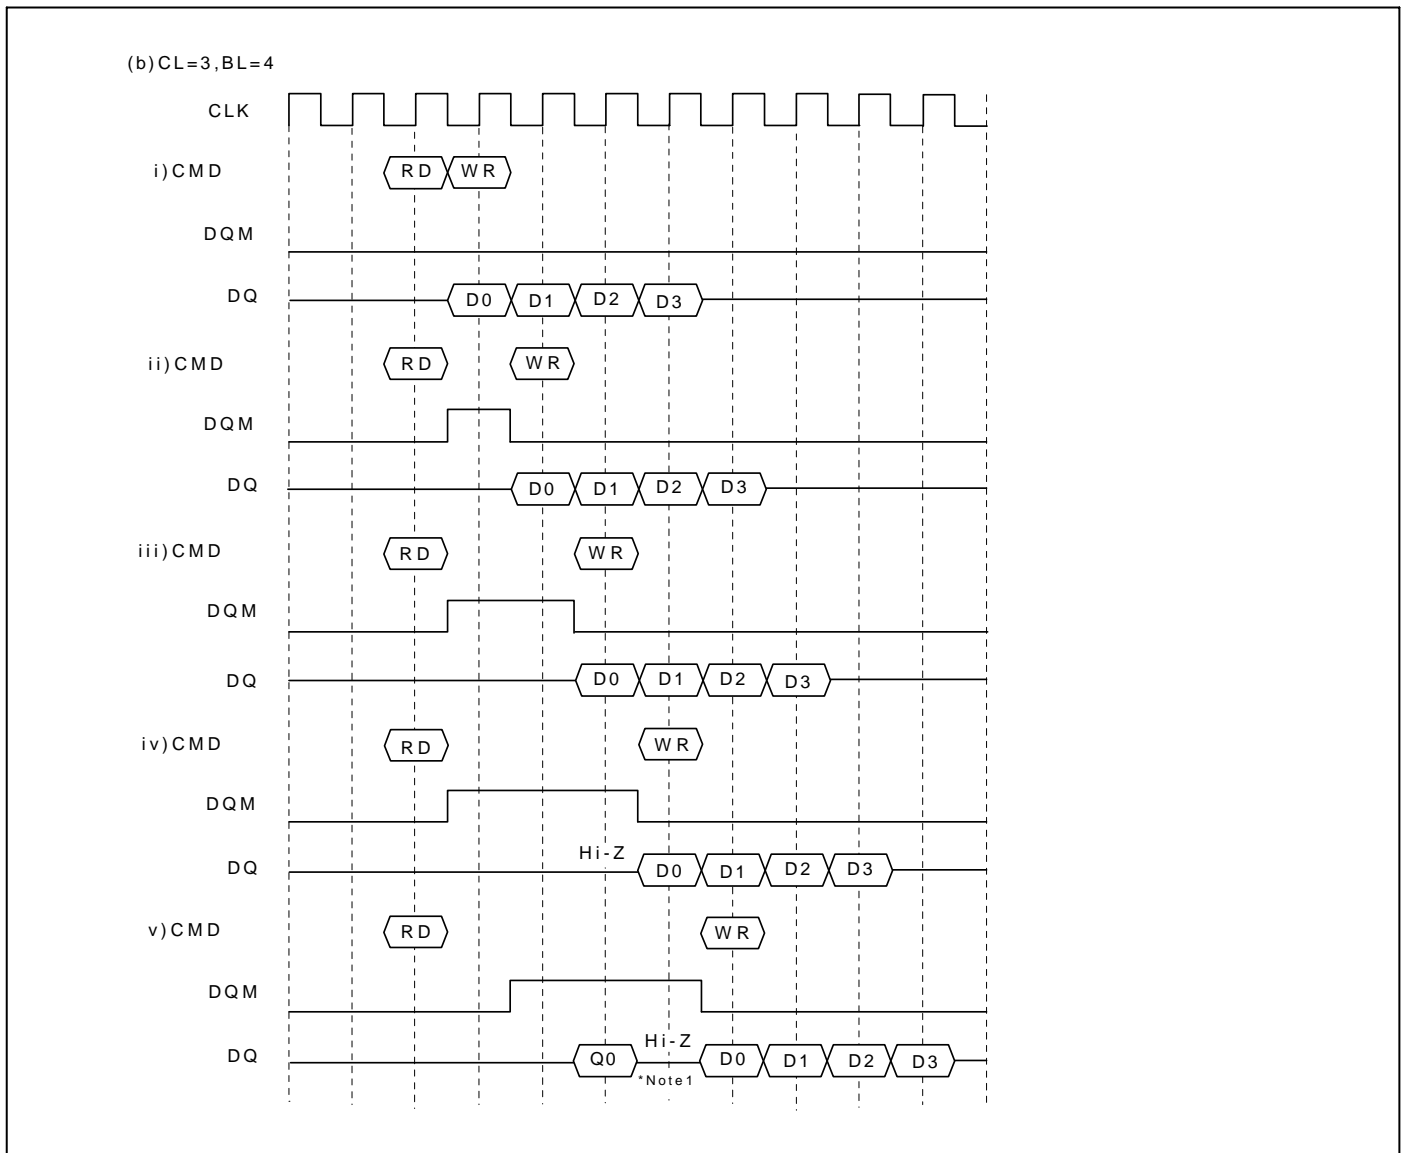 (b)CL=3,BL=4
CLK
i)CMD RD WR
DQM
DQ D0 D1 D2 D3
ii)CMD RD WR
DQM
DQ D0 D1 D2 D3
iii)CMD RD WR
DQM
DQ D0 D1 D2 D3
iv)CMD RD WR
DQM
Hi-Z
DQ D0 D1 D2 D3
v)CMD RD WR
DQM
Hi-Z
DQ Q0 D0 D1 D2 D3
*Note1